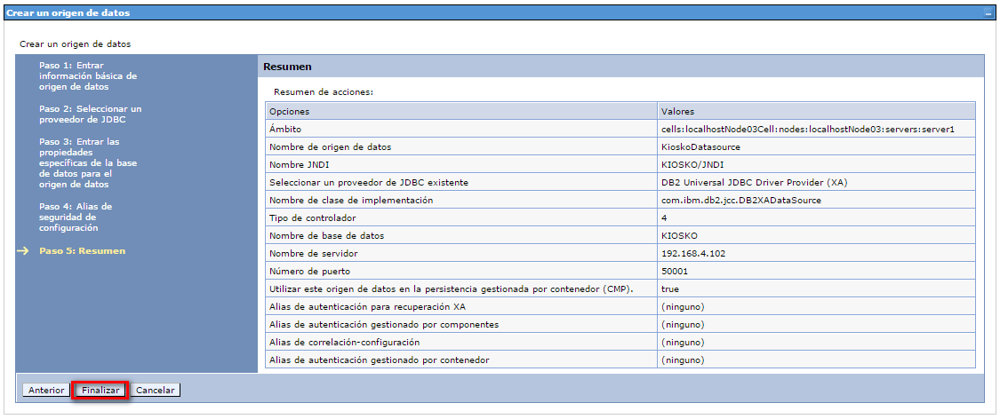 Crear un origen de datos
Crear un origen de datos
Paso 1: Entrar
información básica de
origen de datos
Paso 2: Seleccionar un
proveedor de JDBC
Paso 3: Entrar las
propiedades
específicas de la base
de datos para el
origen de datos
Paso 4: Alias de
seguridad de
configuración
Paso 5: Resumen
Resumen
Resumen de acciones:
Opciones Valores
Ámbito cells:localhostNode03Cell:nodes:localhostNode03:servers:server1
Nombre de origen de datos KioskoDatasource
Nombre JNDI KIOSKO/JNDI
Seleccionar un proveedor de JDBC existente DB2 Universal JDBC Driver Provider (XA)
Nombre de clase de implementación com.ibm.db2.jcc.DB2XADataSource
Tipo de controlador 4
Nombre de base de datos KIOSKO
Nombre de servidor 192.168.4.102
Número de puerto 50001
Utilizar este origen de datos en la persistencia gestionada por contenedor (CMP). true
Alias de autenticación para recuperación XA (ninguno)
Alias de autenticación gestionado por componentes (ninguno)
Alias de correlación-configuración (ninguno)
Alias de autenticación gestionado por contenedor (ninguno)
Anterior Finalizar Cancelar